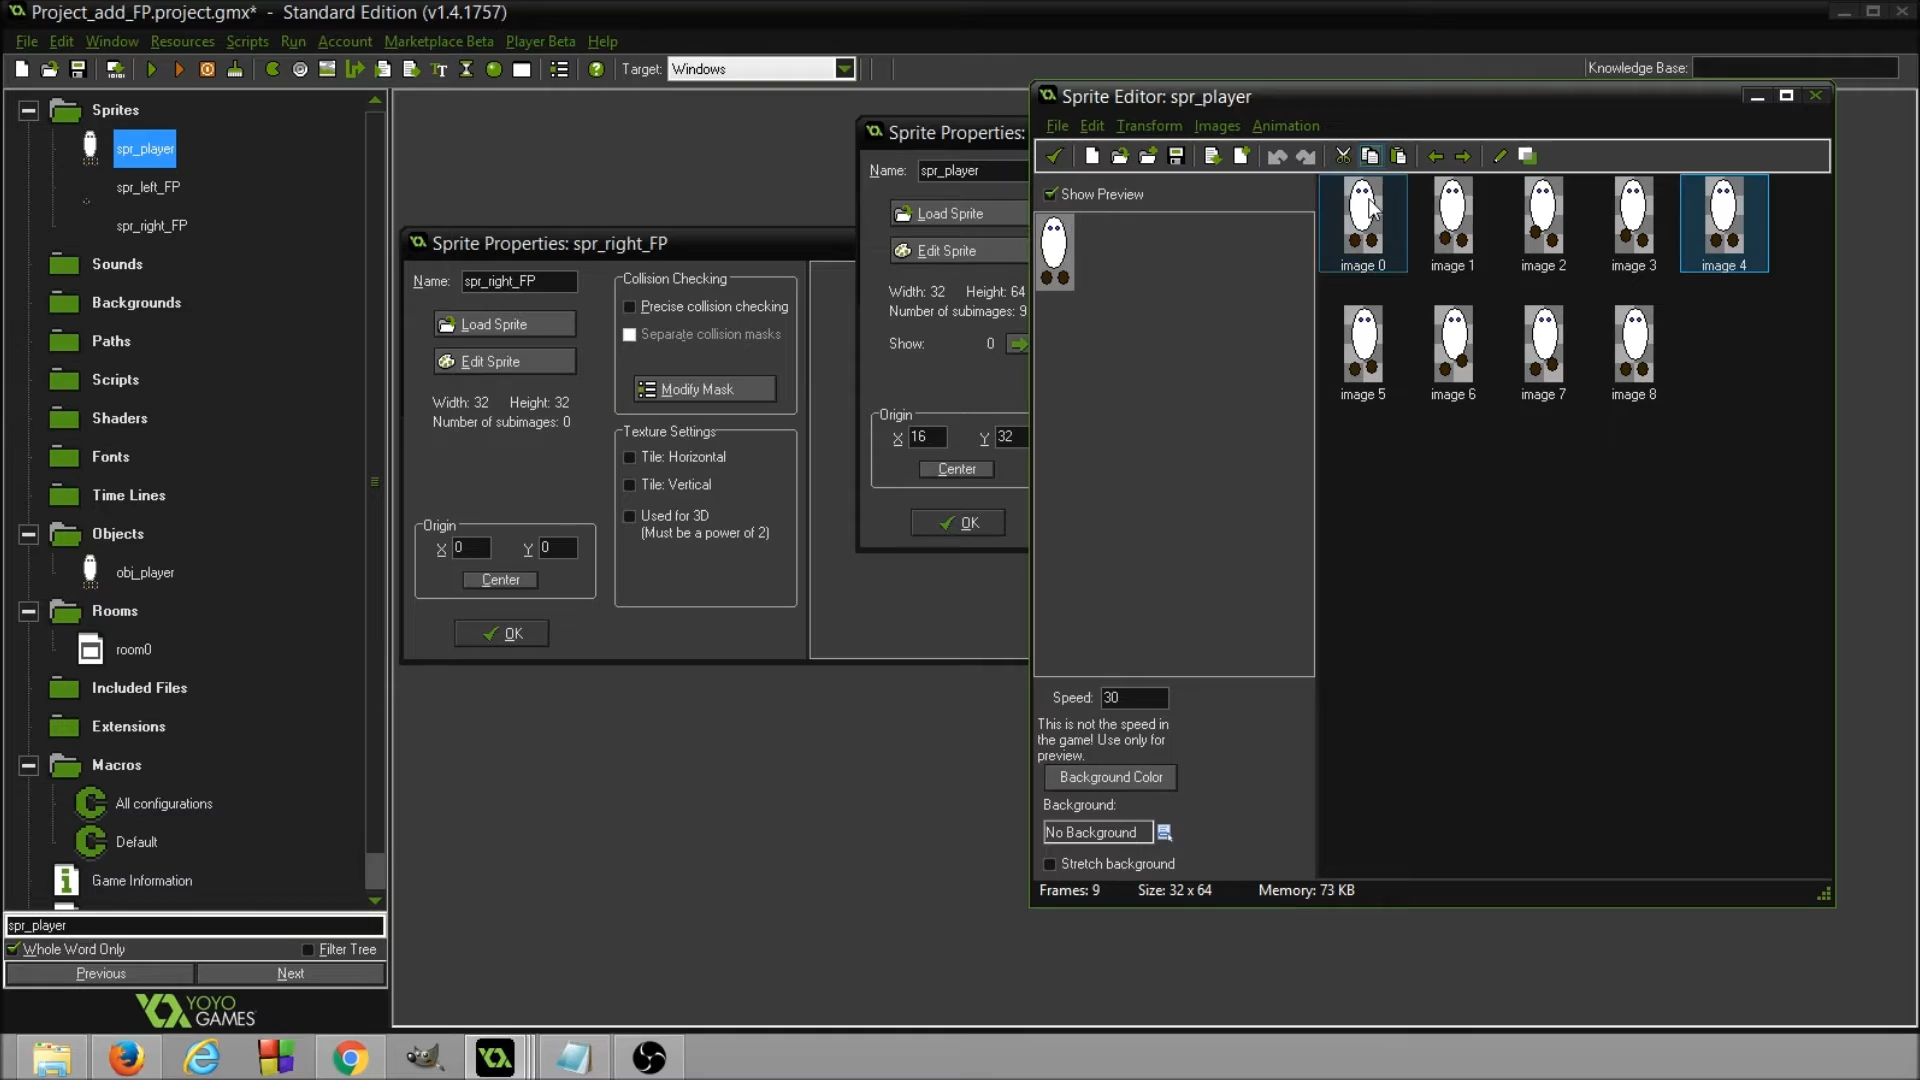 Project_add_FP.project.gmx* - Standard Edition (v1.4.1757)
File Edit Window Resources Scripts Run Account Marketplace Beta Player Beta Help
Target: Windows
Knowledge Base:
Sprites
spr_player
spr_left_FP
spr_right_FP
Sounds
Backgrounds
Paths
Scripts
Shaders
Fonts
Time Lines
Objects
obj_player
Rooms
room0
Included Files
Extensions
Macros
All configurations
Default
Game Information
spr_player
Whole Word Only Filter Tree
Previous Next
YOYO
GAMES
Sprite Properties: spr_right_FP
Name: spr_right_FP
Load Sprite
Edit Sprite
Width: 32 Height: 32
Number of subimages: 0
Origin
X 0 Y 0
Center
OK
Collision Checking
Precise collision checking
Separate collision masks
Modify Mask
Texture Settings
Tile: Horizontal
Tile: Vertical
Used for 3D
(Must be a power of 2)
Sprite Properties:
Name: spr_player
Load Sprite
Edit Sprite
Width: 32 Height: 64
Number of subimages: 9
Show: 0
Origin
X 16 Y 32
Center
OK
Sprite Editor: spr_player
File Edit Transform Images Animation
Show Preview
image 0 image 1 image 2 image 3 image 4
image 5 image 6 image 7 image 8
Speed: 30
This is not the speed in
the game! Use only for
preview.
Background Color
Background:
No Background
Stretch background
Frames: 9 Size: 32 x 64 Memory: 73 KB